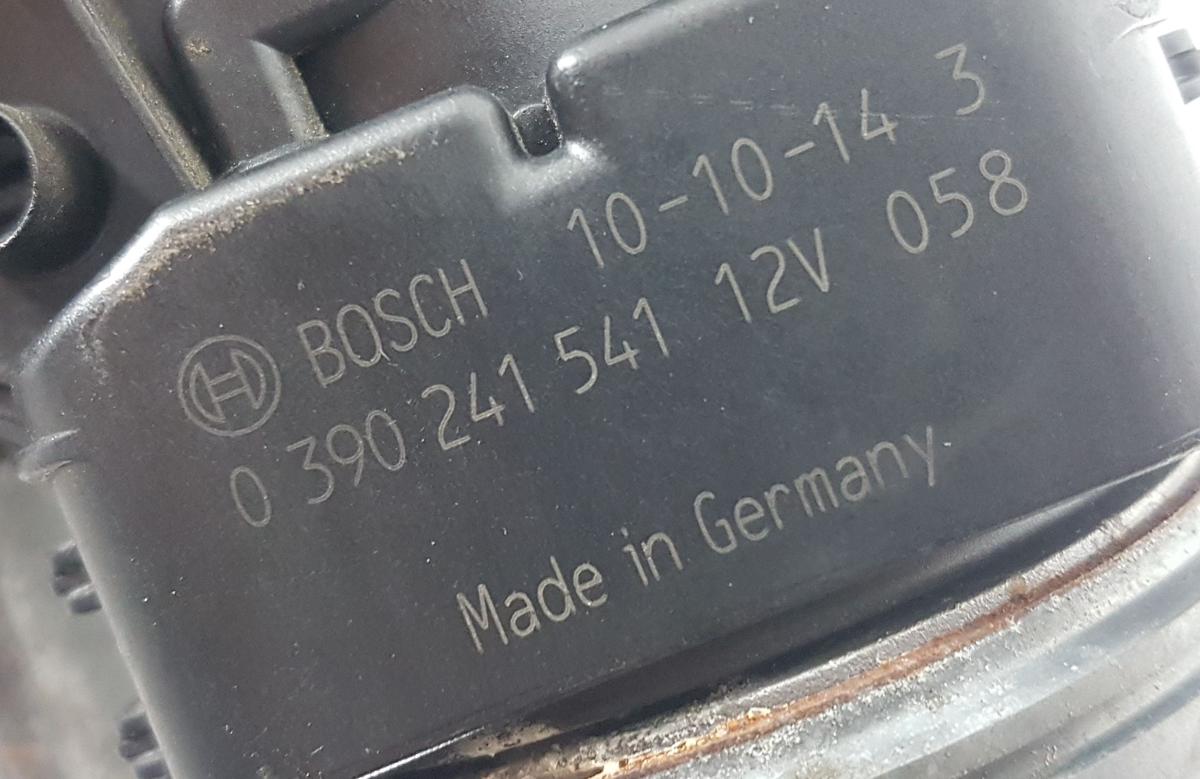 BOSCH 10-10-14 3
0 390 241 541 12V 058
Made in Germany